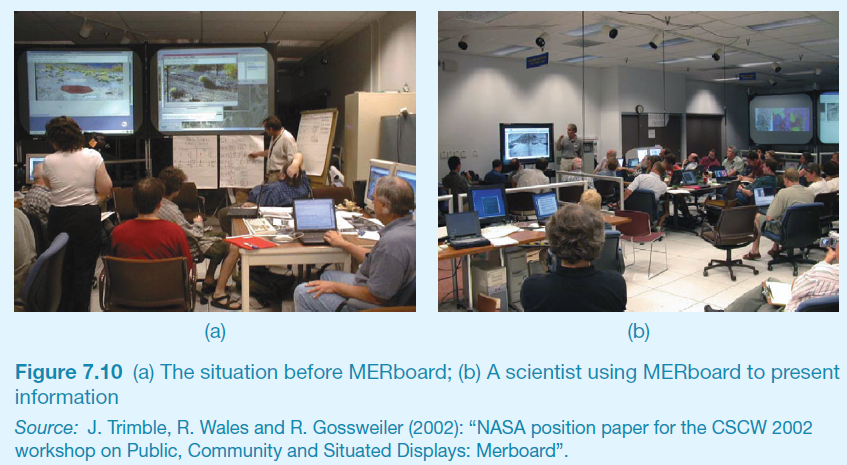 (a)
(b)
Figure 7.10 (a) The situation before MERboard; (b) A scientist using MERboard to present
information
Source: J. Trimble, R. Wales and R. Gossweiler (2002): “NASA position paper for the CSCW 2002
workshop on Public, Community and Situated Displays: Merboard”.